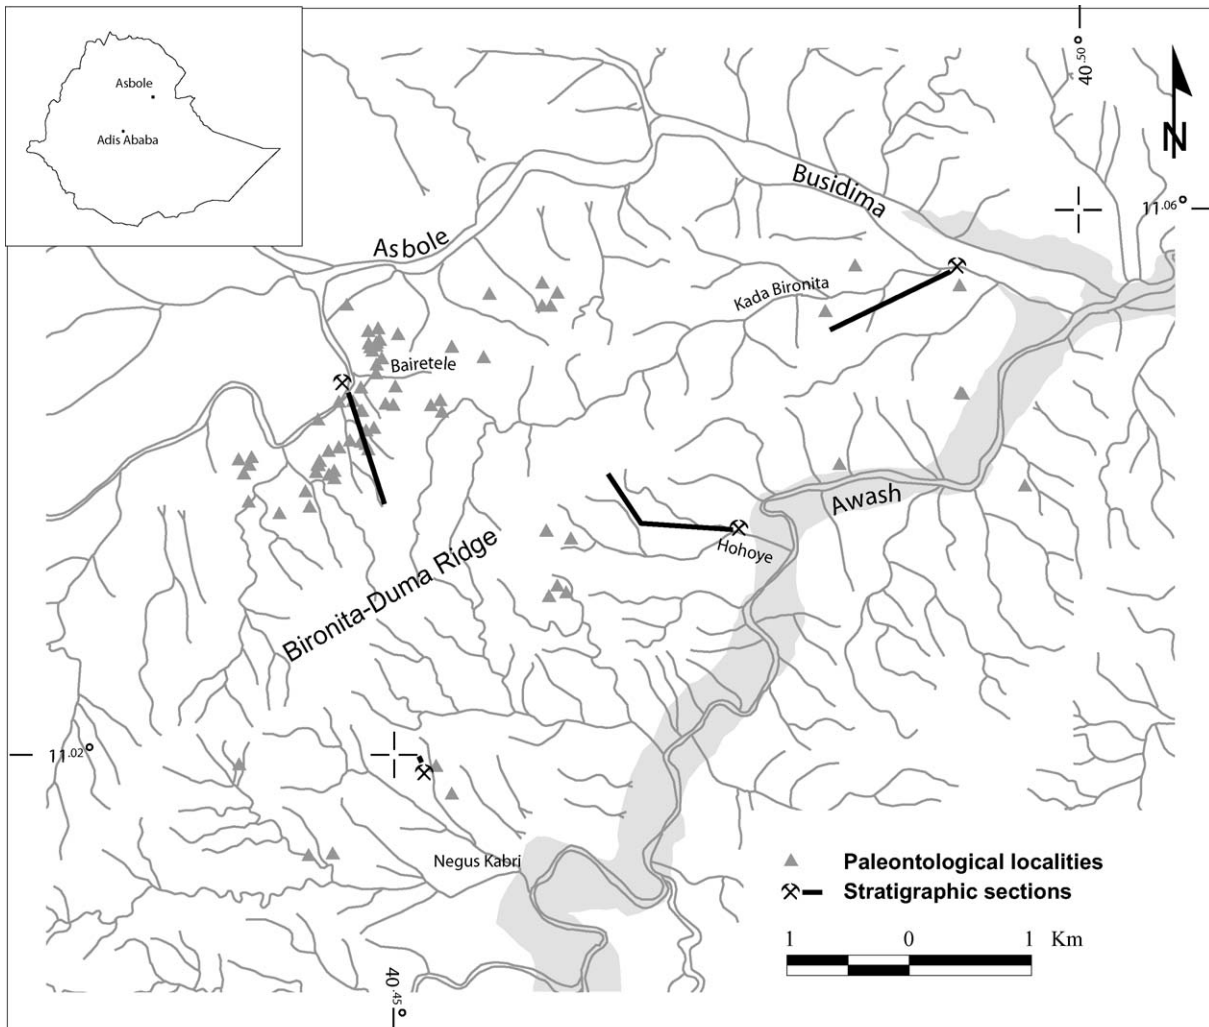 Asbole
Adis Ababa
40.50°
N
11.06°
Busidima
Asbole
Kada Bironita
Bairetele
Awash
Hohoye
Bironita-Duma Ridge
11.02°
Negus Kabri
Paleontological localities
Stratigraphic sections
1 0 1 Km
40.45°